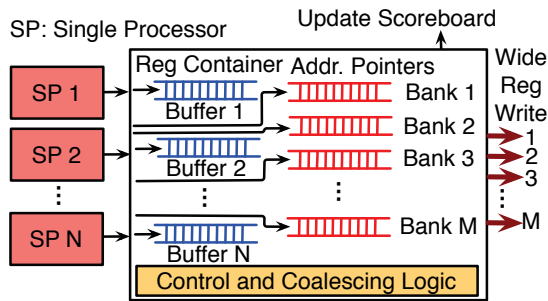 Update Scoreboard
SP: Single Processor
Reg Container
Addr. Pointers
Wide
Reg
Write
SP 1
Buffer 1
Bank 1
Bank 2
1
SP 2
Buffer 2
Bank 3
2
3
SP N
Buffer N
Bank M
M
Control and Coalescing Logic